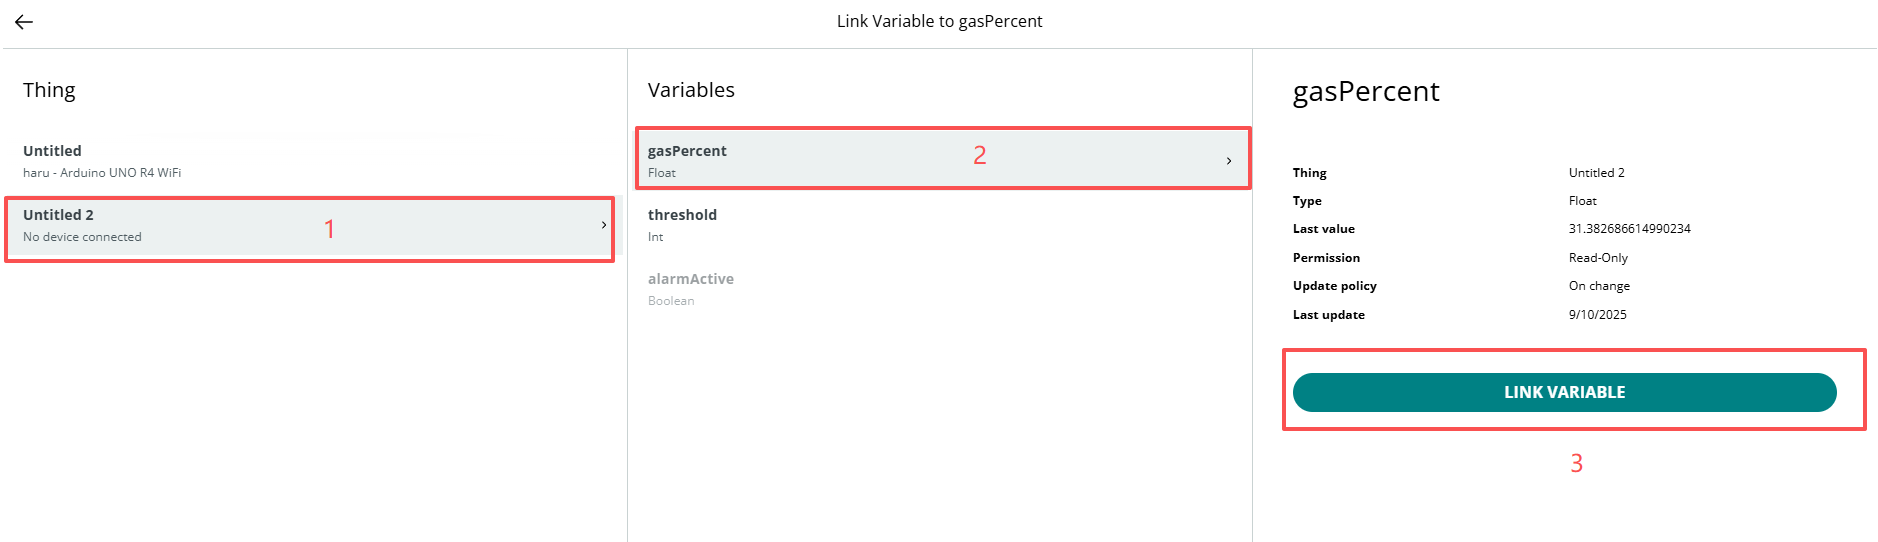 Link Variable to gasPercent
Thing
Untitled
haru - Arduino UNO R4 WiFi
Untitled 2
No device connected
1
Variables
gasPercent
Float
2
threshold
Int
alarmActive
Boolean
gasPercent
Thing Untitled 2
Type Float
Last value 31.382686614990234
Permission Read-Only
Update policy On change
Last update 9/10/2025
LINK VARIABLE
3